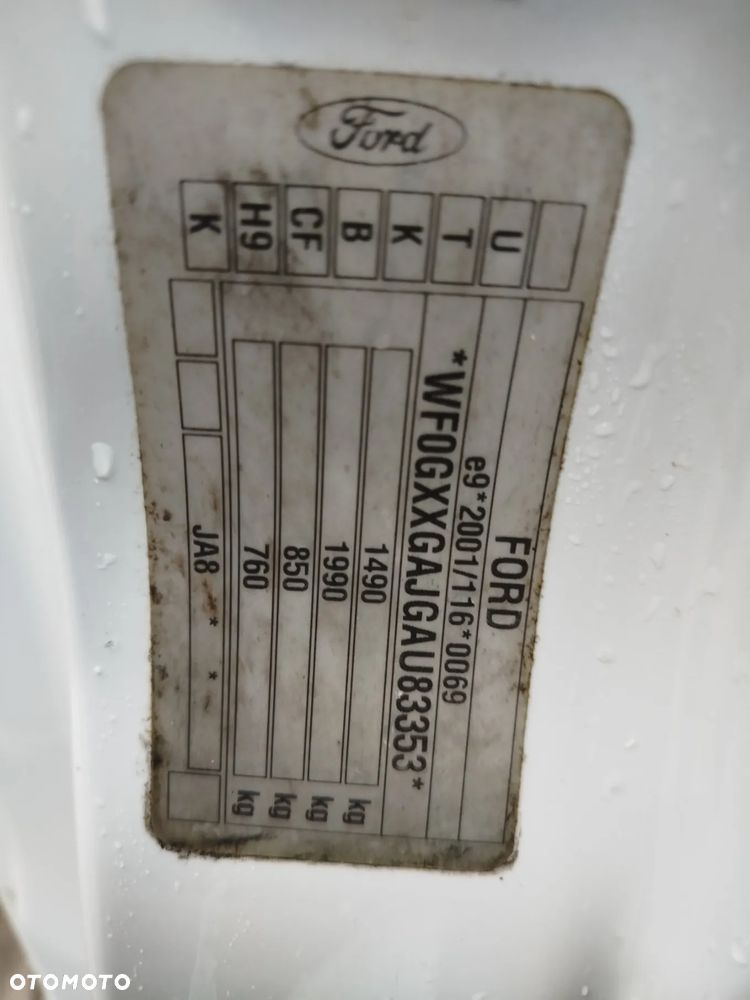 Ford
U
T
K
B
CF
H9
K
FORD
e9*2001/116*0069
*WF0GXXGAJGAU83353*
1490 kg
1990 kg
850 kg
760 kg
JA8 * *
OTOMOTO